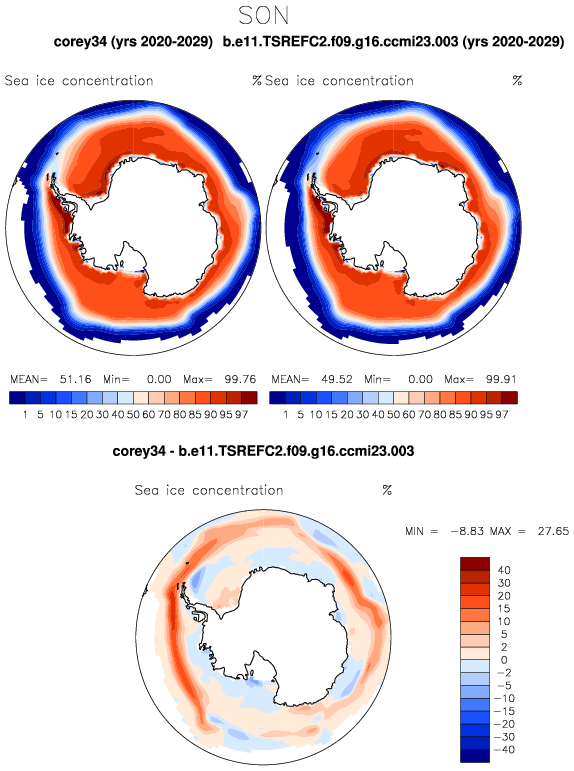 SON
corey34 (yrs 2020-2029) b.e11.TSREFC2.f09.g16.ccmi23.003 (yrs 2020-2029)
Sea ice concentration % Sea ice concentration %
MEAN= 51.16 Min= 0.00 Max= 99.76 MEAN= 49.52 Min= 0.00 Max= 99.91
1 5 10 15 20 30 40 50 60 70 80 85 90 95 97 1 5 10 15 20 30 40 50 60 70 80 85 90 95 97
corey34 - b.e11.TSREFC2.f09.g16.ccmi23.003
Sea ice concentration %
MIN = -8.83 MAX = 27.65
40
30
20
15
10
5
2
0
-2
-5
-10
-15
-20
-30
-40